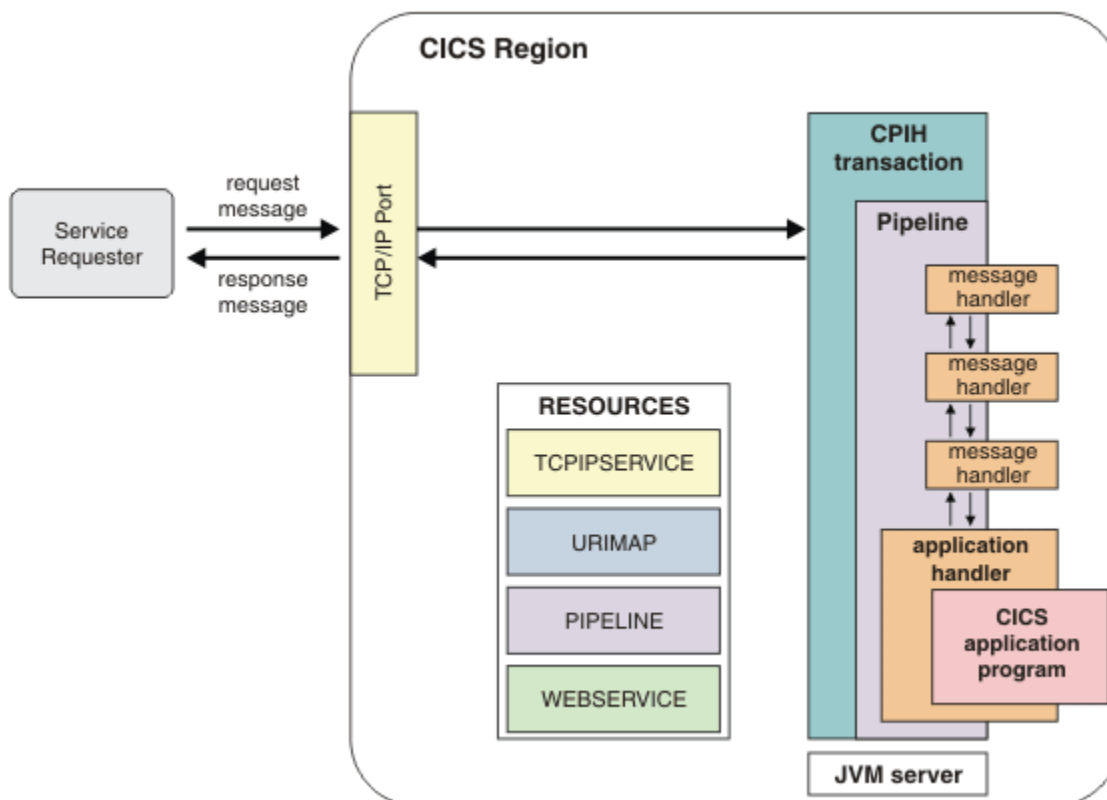 CICS Region
request
message
Service
Requester
response
message
TCP/IP Port
CPIH
transaction
Pipeline
message
handler
message
handler
message
handler
application
handler
CICS
application
program
RESOURCES
TCPIPSERVICE
URIMAP
PIPELINE
WEBSERVICE
JVM server